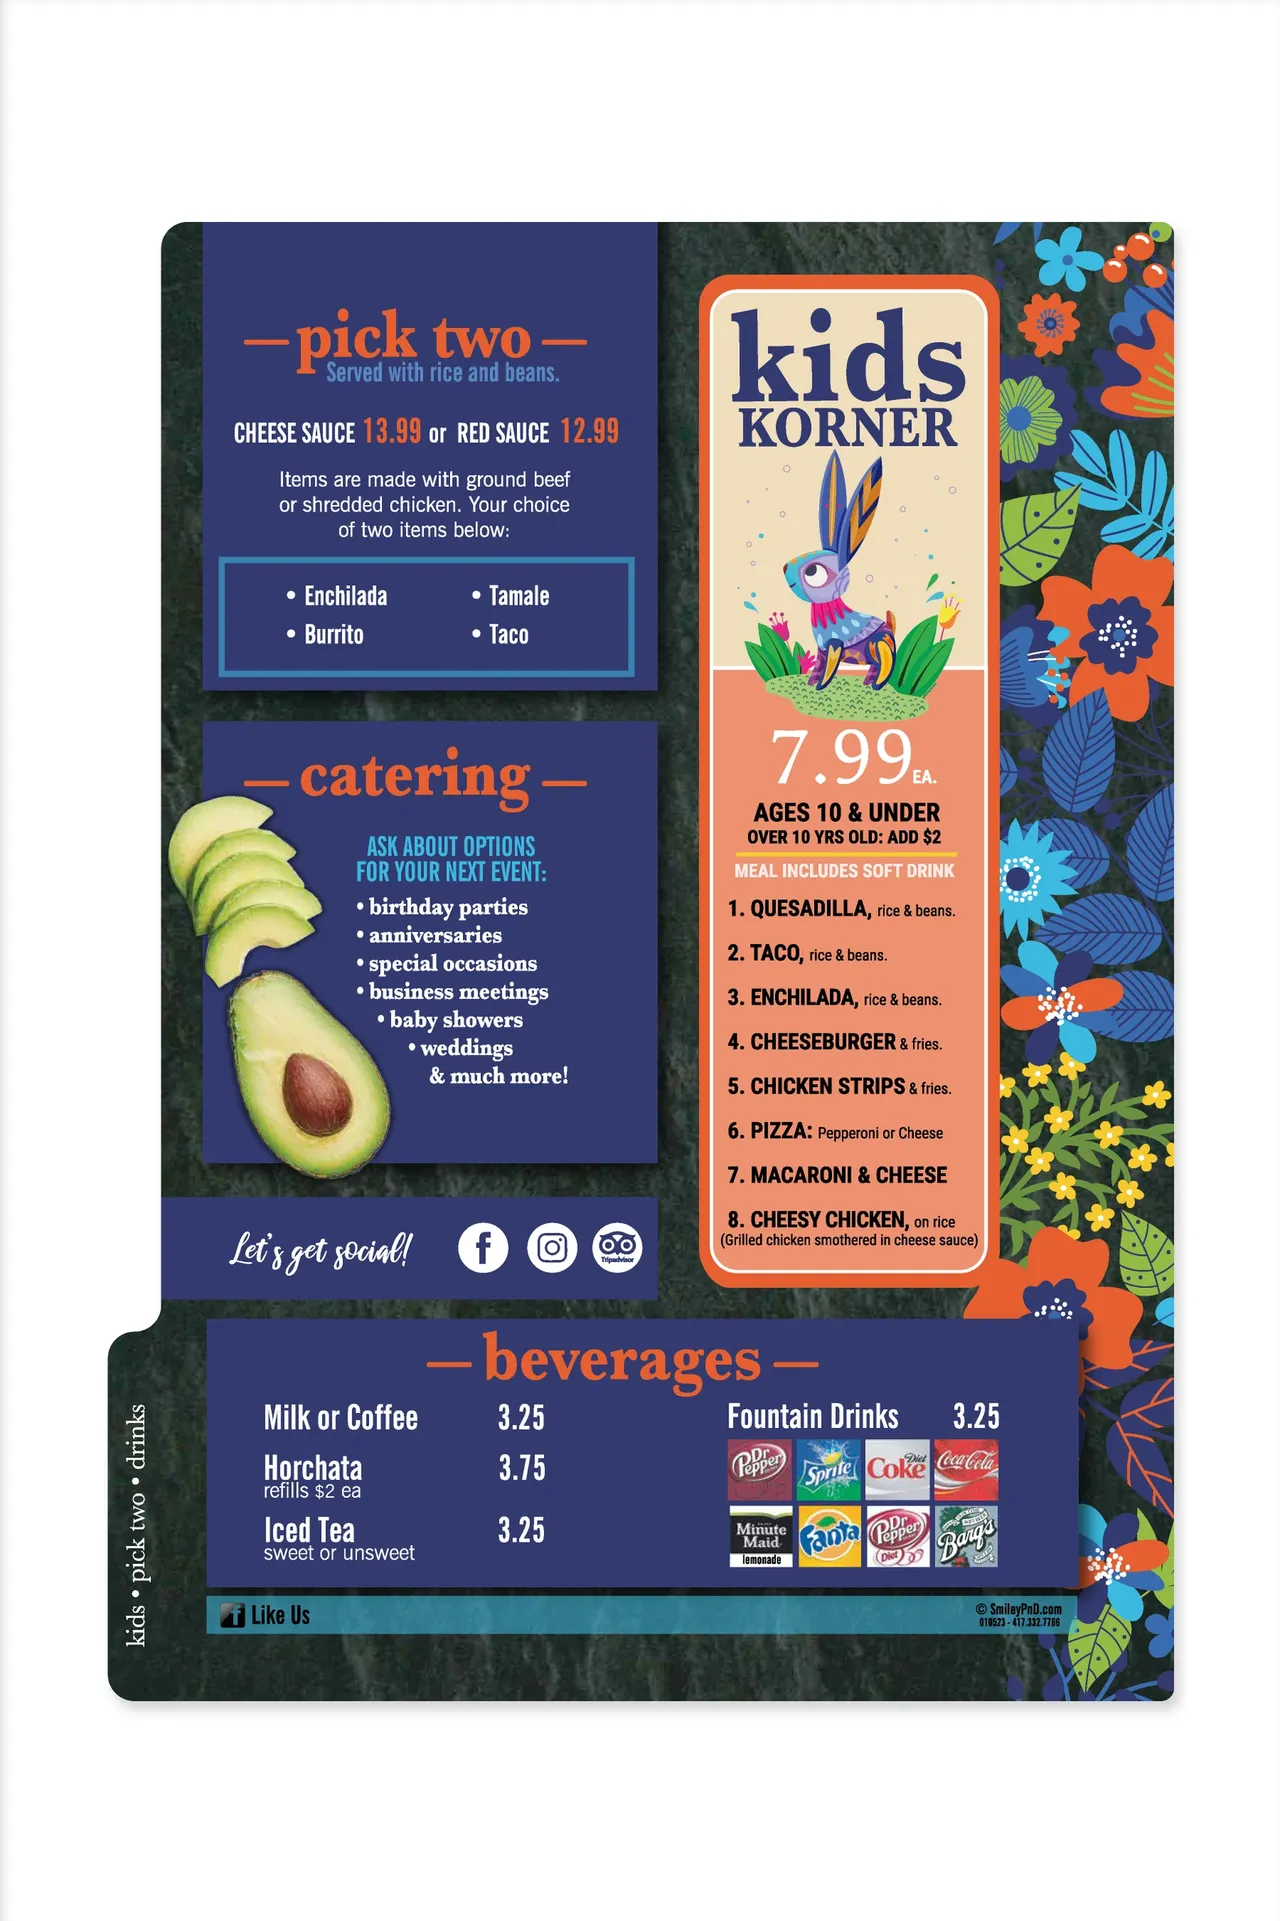 — pick two —
Served with rice and beans.
CHEESE SAUCE 13.99 or RED SAUCE 12.99
Items are made with ground beef
or shredded chicken. Your choice
of two items below:
• Enchilada
• Burrito
• Tamale
• Taco
— catering —
ASK ABOUT OPTIONS
FOR YOUR NEXT EVENT:
• birthday parties
• anniversaries
• special occasions
• business meetings
• baby showers
• weddings
& much more!
Let's get social!
f
Tripadvisor
kids
KORNER
7.99 EA.
AGES 10 & UNDER
OVER 10 YRS OLD: ADD $2
MEAL INCLUDES SOFT DRINK
1. QUESADILLA, rice & beans.
2. TACO, rice & beans.
3. ENCHILADA, rice & beans.
4. CHEESEBURGER & fries.
5. CHICKEN STRIPS & fries.
6. PIZZA: Pepperoni or Cheese
7. MACARONI & CHEESE
8. CHEESY CHICKEN, on rice
(Grilled chicken smothered in cheese sauce)
— beverages —
Milk or Coffee 3.25
Horchata 3.75
refills $2 ea
Iced Tea 3.25
sweet or unsweet
Fountain Drinks 3.25
Dr Pepper
Sprite
Diet Coke
Coca-Cola
Minute Maid lemonade
Fanta
Dr Pepper Diet
Barq's
kids • pick two • drinks
f Like Us
© SmileyPnD.com
010523 - 417.332.7766